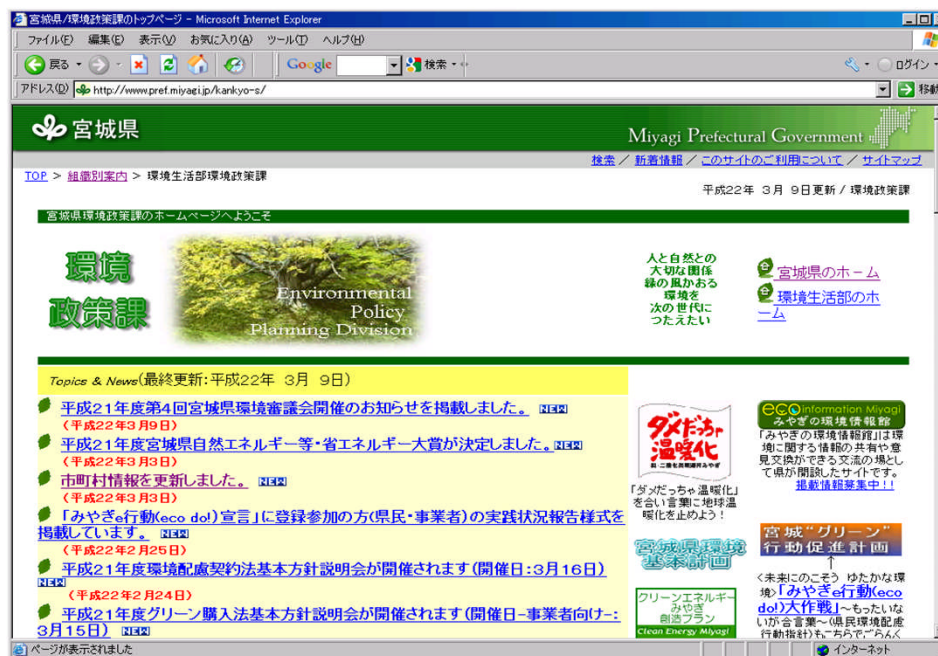 宮城県/環境政策課のトップページ - Microsoft Internet Explorer
ファイル(F) 編集(E) 表示(V) お気に入り(A) ツール(T) ヘルプ(H)
戻る Google 検索 ログイン
アドレス(D) http://www.pref.miyagi.jp/kankyo-s/ 移動
宮城県 Miyagi Prefectural Government
検索 / 新着情報 / このサイトのご利用について / サイトマップ
TOP > 組織別案内 > 環境生活部環境政策課
平成22年 3月 9日更新 / 環境政策課
宮城県環境政策課のホームページへようこそ
環境
政策課
Environmental
Policy
Planning Division
人と自然との
大切な関係
緑の風かおる
環境を
次の世代に
つたえたい
宮城県のホーム
環境生活部のホ
ーム
Topics & News(最終更新:平成22年 3月 9日)
平成21年度第4回宮城県環境審議会開催のお知らせを掲載しました。 NEW
(平成22年3月9日)
平成21年度宮城県自然エネルギー等・省エネルギー大賞が決定しました。 NEW
(平成22年3月3日)
市町村情報を更新しました。 NEW
(平成22年3月3日)
「みやぎe行動(eco do!)宣言」に登録参加の方(県民・事業者)の実践状況報告様式を
掲載しています。 NEW
(平成22年2月25日)
平成21年度環境配慮契約法基本方針説明会が開催されます(開催日:3月16日)
NEW
(平成22年2月24日)
平成21年度グリーン購入法基本方針説明会が開催されます(開催日-事業者向け-:
3月15日) NEW
ダメだっちゃ
温暖化
「ダメだっちゃ温暖化」
を合い言葉に地球温
暖化を止めよう！
宮城県環境
基本計画
クリーンエネルギー
みやぎ
創造プラン
Clean Energy Miyagi
eco information Miyagi
みやぎの環境情報館
「みやぎの環境情報館」は環
境に関する情報の共有や意
見交換ができる交流の場とし
て県が開設したサイトです。
掲載情報募集中！！
宮城“グリーン”
行動促進計画
↑
<未来にのこそう ゆたかな環
境>「みやぎe行動(eco
do!)大作戦」~もったいな
いが合言葉~(県民環境配慮
行動指針)もこちらでごらんく
ページが表示されました インターネット